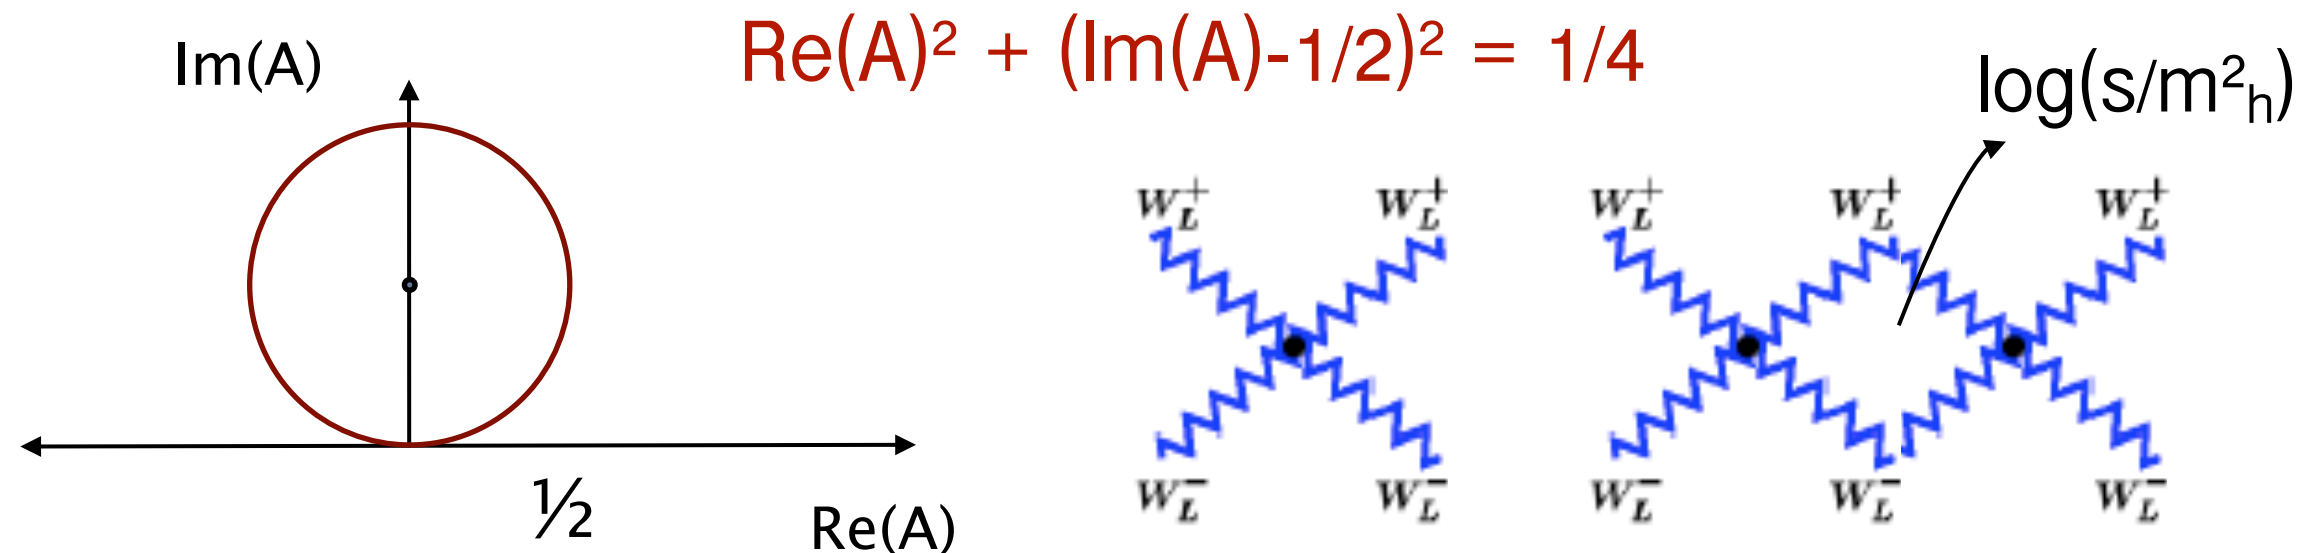 Re(A)² + (Im(A)-1/2)² = 1/4
Im(A)
log(s/m²ₕ)
W⁺L W⁺L W⁺L W⁺L W⁺L
W⁻L W⁻L W⁻L W⁻L W⁻L
½
Re(A)